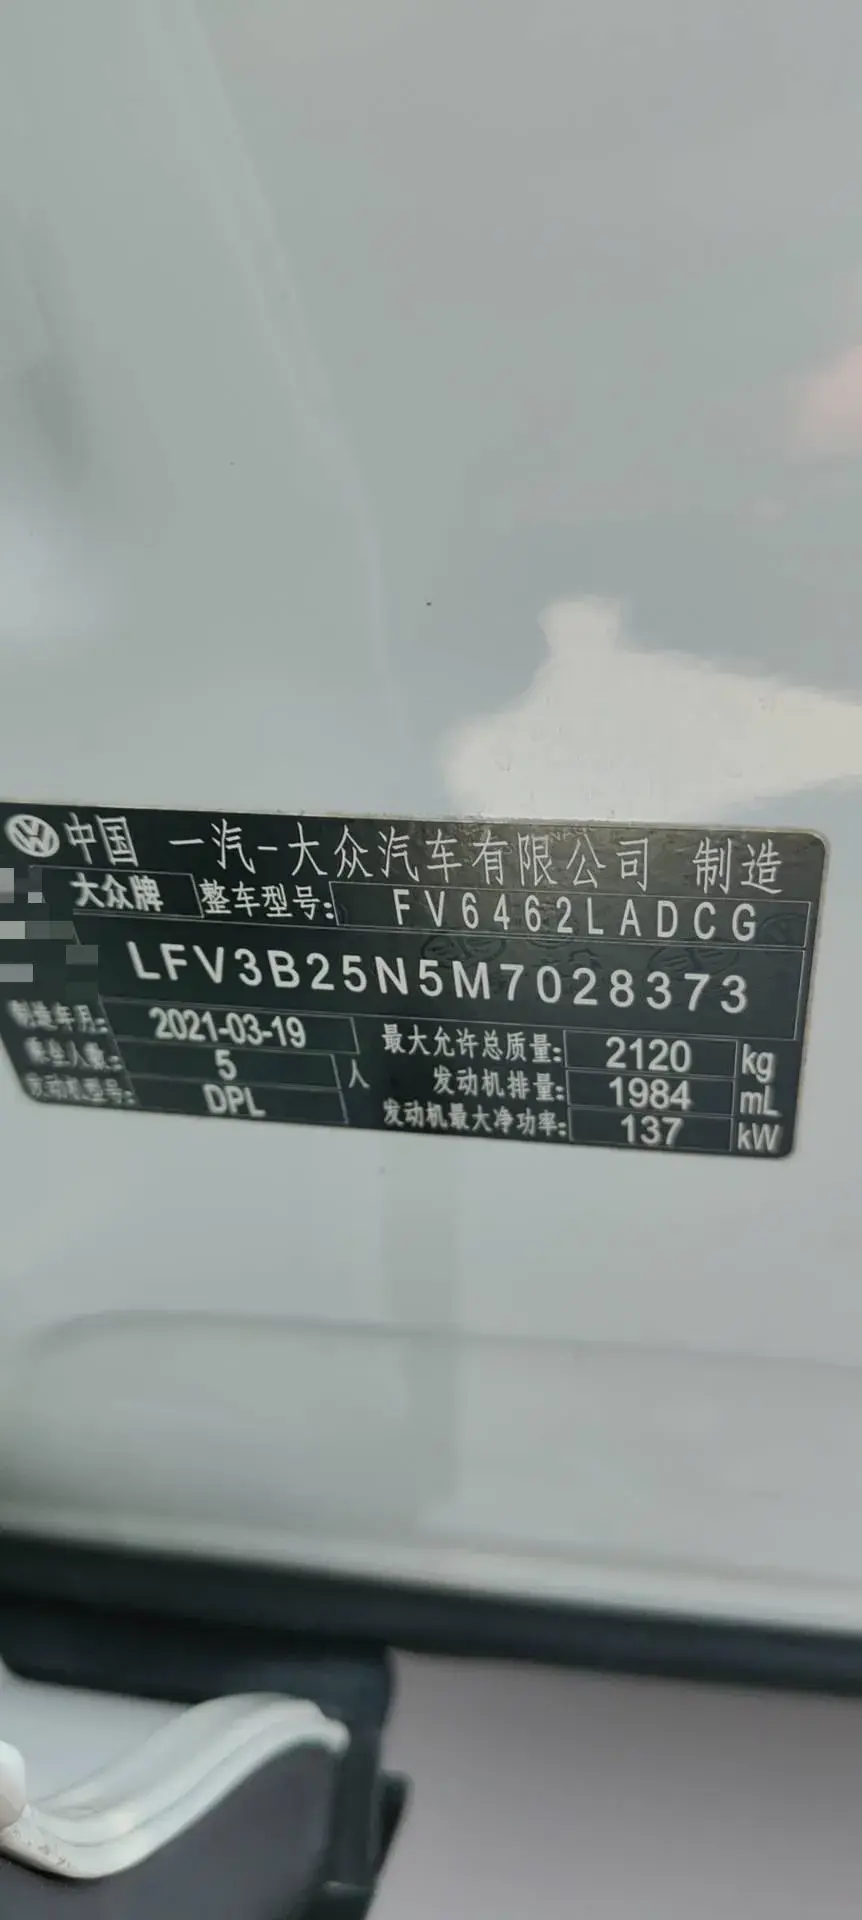 中国 一汽-大众汽车有限公司 制造
大众牌 整车型号: FV6462LADCG
LFV3B25N5M7028373
制造年月: 2021-03-19
乘坐人数: 5 人
发动机型号: DPL
最大允许总质量: 2120 kg
发动机排量: 1984 mL
发动机最大净功率: 137 kW